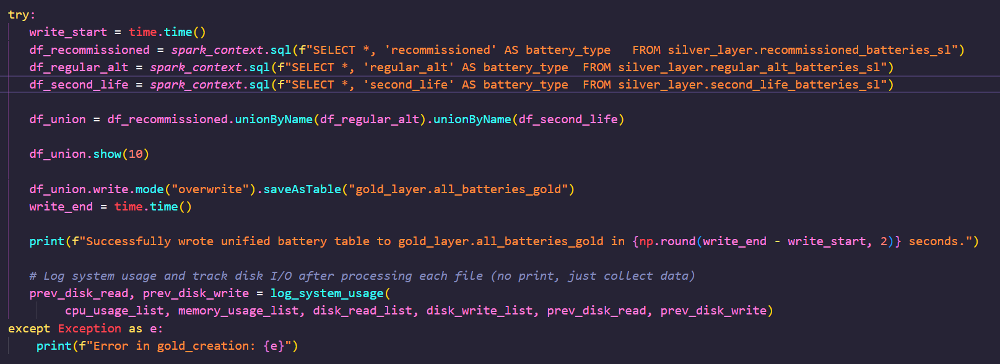 try:
write_start = time.time()
df_recommissioned = spark_context.sql(f"SELECT *, 'recommissioned' AS battery_type   FROM silver_layer.recommissioned_batteries_sl")
df_regular_alt = spark_context.sql(f"SELECT *, 'regular_alt' AS battery_type  FROM silver_layer.regular_alt_batteries_sl")
df_second_life = spark_context.sql(f"SELECT *, 'second_life' AS battery_type  FROM silver_layer.second_life_batteries_sl")
df_union = df_recommissioned.unionByName(df_regular_alt).unionByName(df_second_life)
df_union.show(10)
df_union.write.mode("overwrite").saveAsTable("gold_layer.all_batteries_gold")
write_end = time.time()
print(f"Successfully wrote unified battery table to gold_layer.all_batteries_gold in {np.round(write_end - write_start, 2)} seconds.")
# Log system usage and track disk I/O after processing each file (no print, just collect data)
prev_disk_read, prev_disk_write = log_system_usage(
cpu_usage_list, memory_usage_list, disk_read_list, disk_write_list, prev_disk_read, prev_disk_write)
except Exception as e:
print(f"Error in gold_creation: {e}")